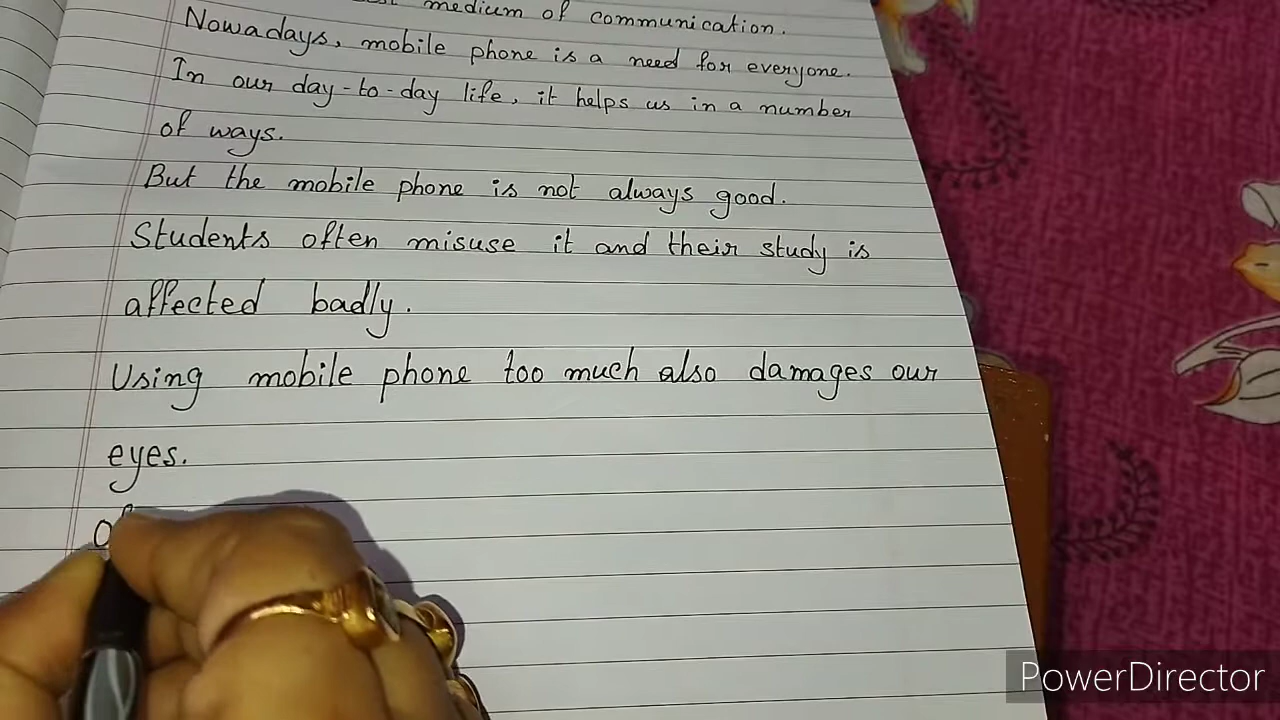 medium of communication.
Nowadays, mobile phone is a need for everyone.
In our day-to-day life, it helps us in a number
of ways.
But the mobile phone is not always good.
Students often misuse it and their study is
affected badly.
Using mobile phone too much also damages our
eyes.
PowerDirector